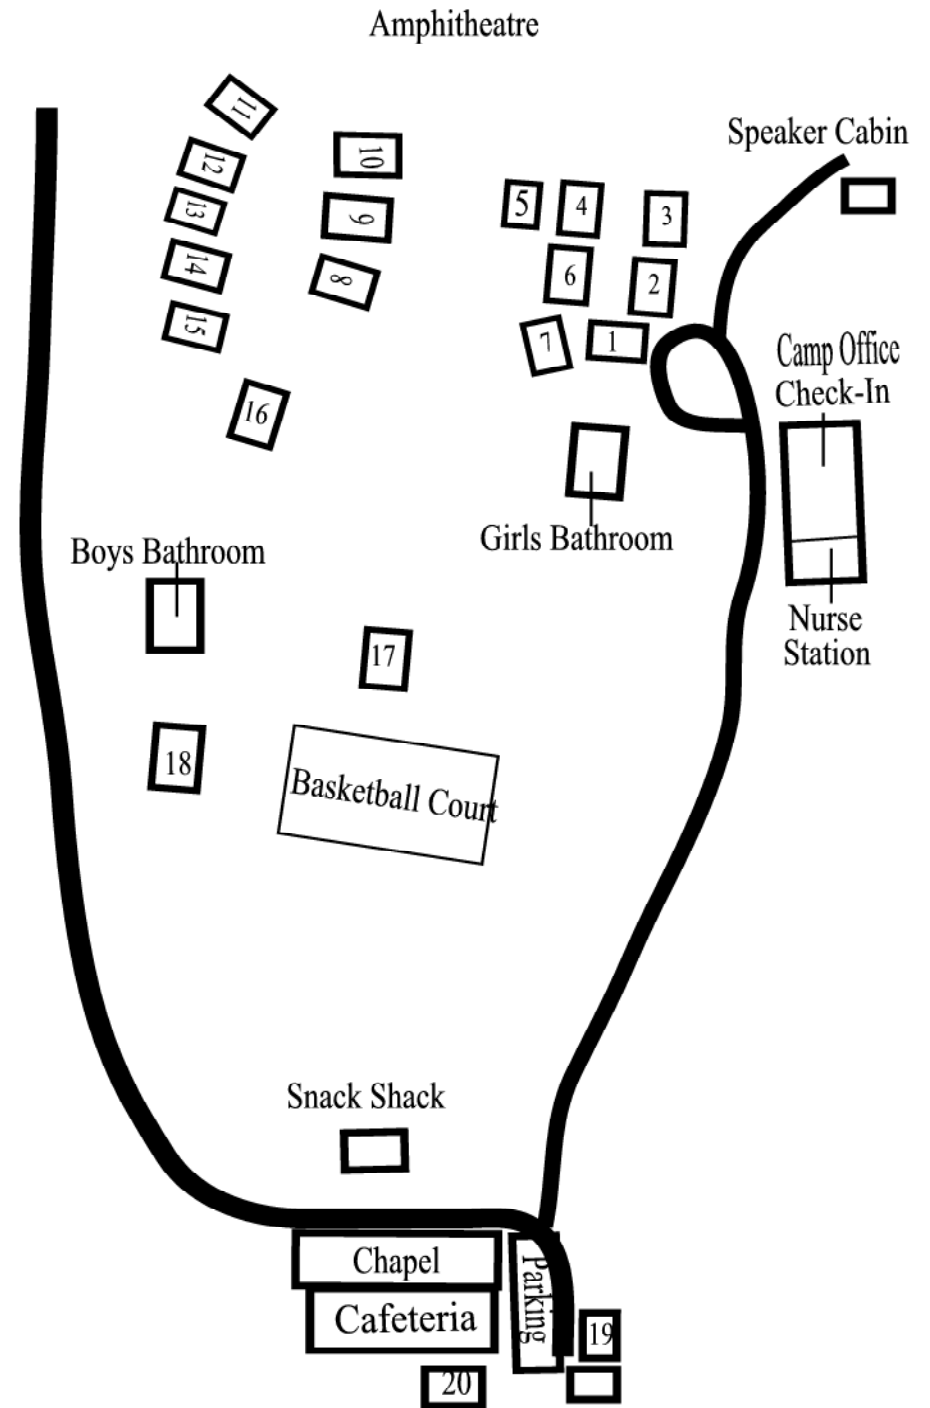 Amphitheatre
Speaker Cabin
11
12
10
13
9
5
4
3
14
8
6
2
15
7
1
Camp Office
Check-In
16
Girls Bathroom
Boys Bathroom
Nurse
Station
17
18
Basketball Court
Snack Shack
Chapel
Parking
Cafeteria
19
20